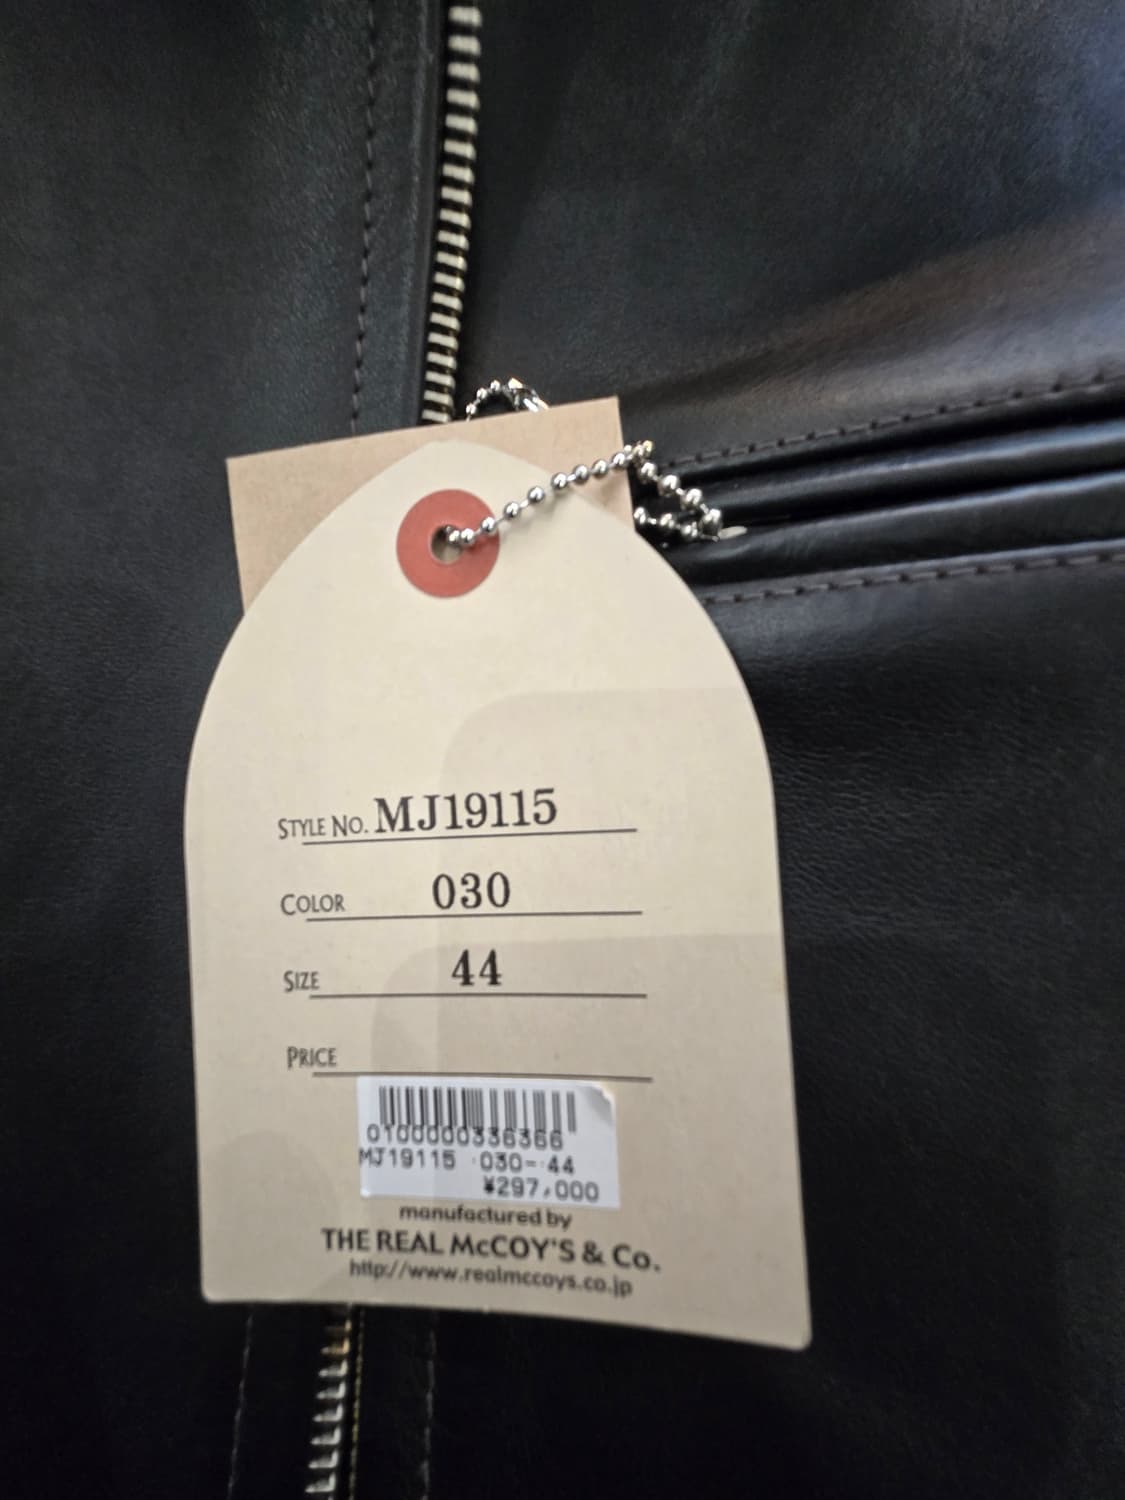 STYLE NO. MJ19115
COLOR 030
SIZE 44
PRICE
0100000336366
MJ19115 030- 44
¥297,000
manufactured by
THE REAL McCOY'S & Co.
http://www.realmccoys.co.jp